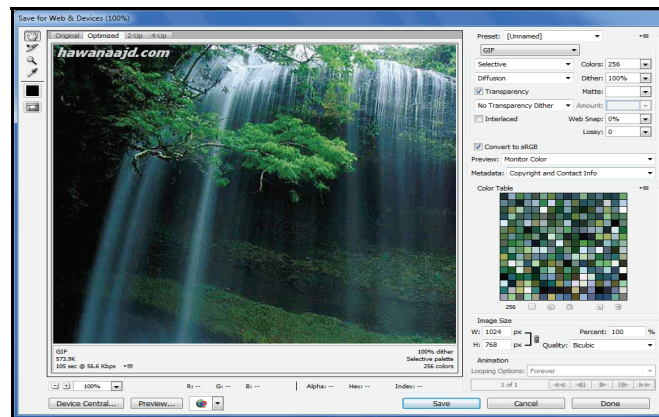 Save for Web & Devices (100%)
Original Optimized 2-Up 4-Up
hawanaajd.com
GIF
573.9K
105 sec @ 56.6 Kbps
100% dither
Selective palette
256 colors
100% R: -- G: -- B: -- Alpha: -- Hex: -- Index: --
Device Central... Preview... Save Cancel Done
Preset: [Unnamed]
GIF
Selective Colors: 256
Diffusion Dither: 100%
Transparency Matte:
No Transparency Dither Amount:
Interlaced Web Snap: 0%
Lossy: 0
Convert to sRGB
Preview: Monitor Color
Metadata: Copyright and Contact Info
Color Table
256
Image Size
W: 1024 px Percent: 100 %
H: 768 px Quality: Bicubic
Animation
Looping Options: Forever
1 of 1